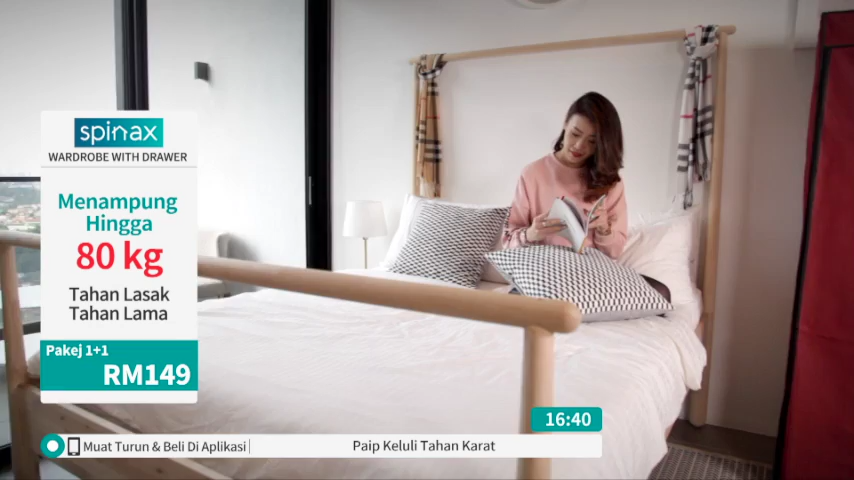 spinax
WARDROBE WITH DRAWER
Menampung
Hingga
80 kg
Tahan Lasak
Tahan Lama
Pakej 1+1
RM149
16:40
Muat Turun & Beli Di Aplikasi
Paip Keluli Tahan Karat